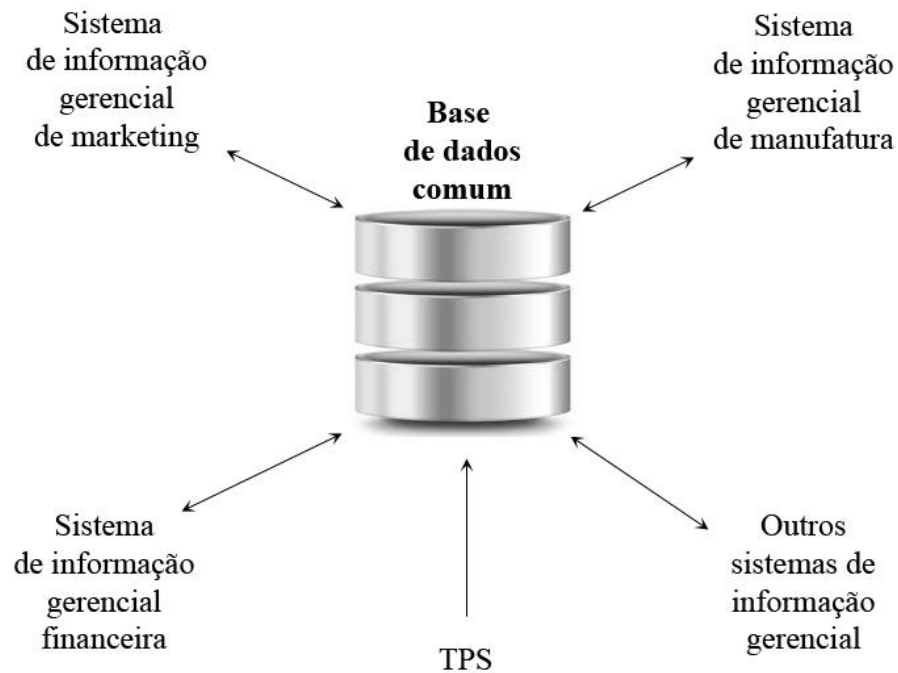 Sistema
de informação
gerencial
de marketing
Base
de dados
comum
Sistema
de informação
gerencial
de manufatura
Sistema
de informação
gerencial
financeira
TPS
Outros
sistemas de
informação
gerencial